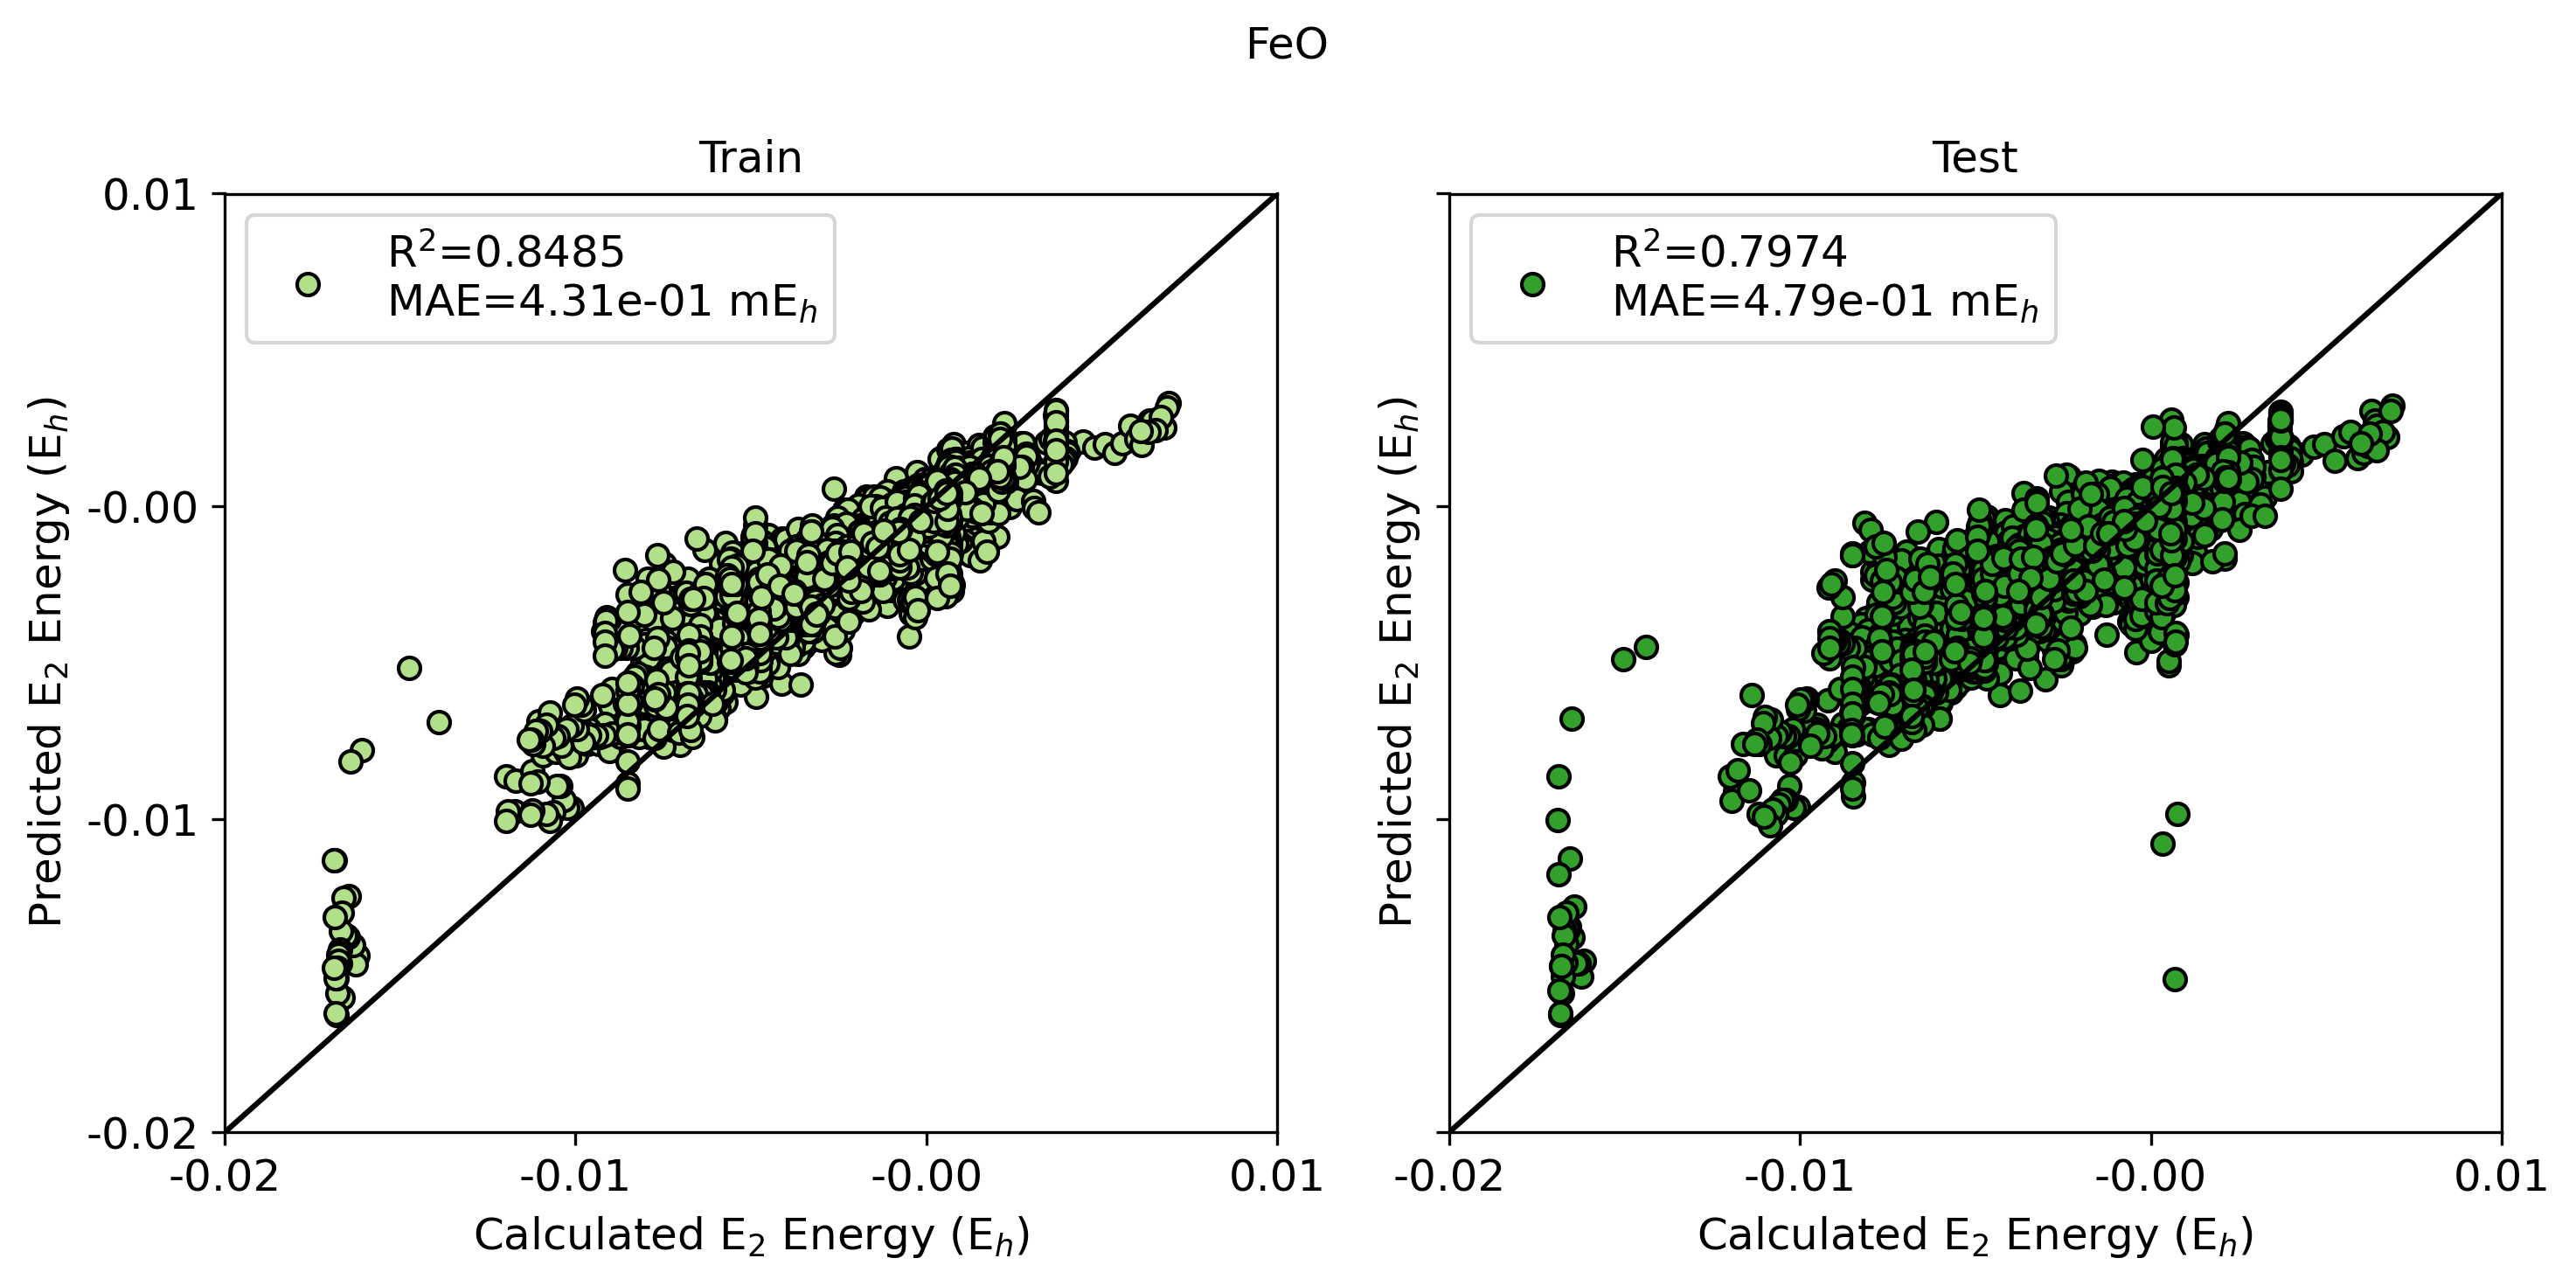 FeO
Train
R²=0.8485
MAE=4.31e-01 mEₕ
0.01
-0.00
-0.01
-0.02
Predicted E₂ Energy (Eₕ)
-0.02 -0.01 -0.00 0.01
Calculated E₂ Energy (Eₕ)
Test
R²=0.7974
MAE=4.79e-01 mEₕ
Predicted E₂ Energy (Eₕ)
-0.02 -0.01 -0.00 0.01
Calculated E₂ Energy (Eₕ)